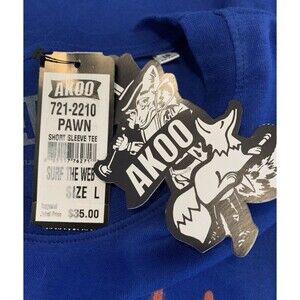 AKOO
721-2210
PAWN
SHORT SLEEVE TEE
SURF THE WEB
SIZE L
$35.00
AKOO